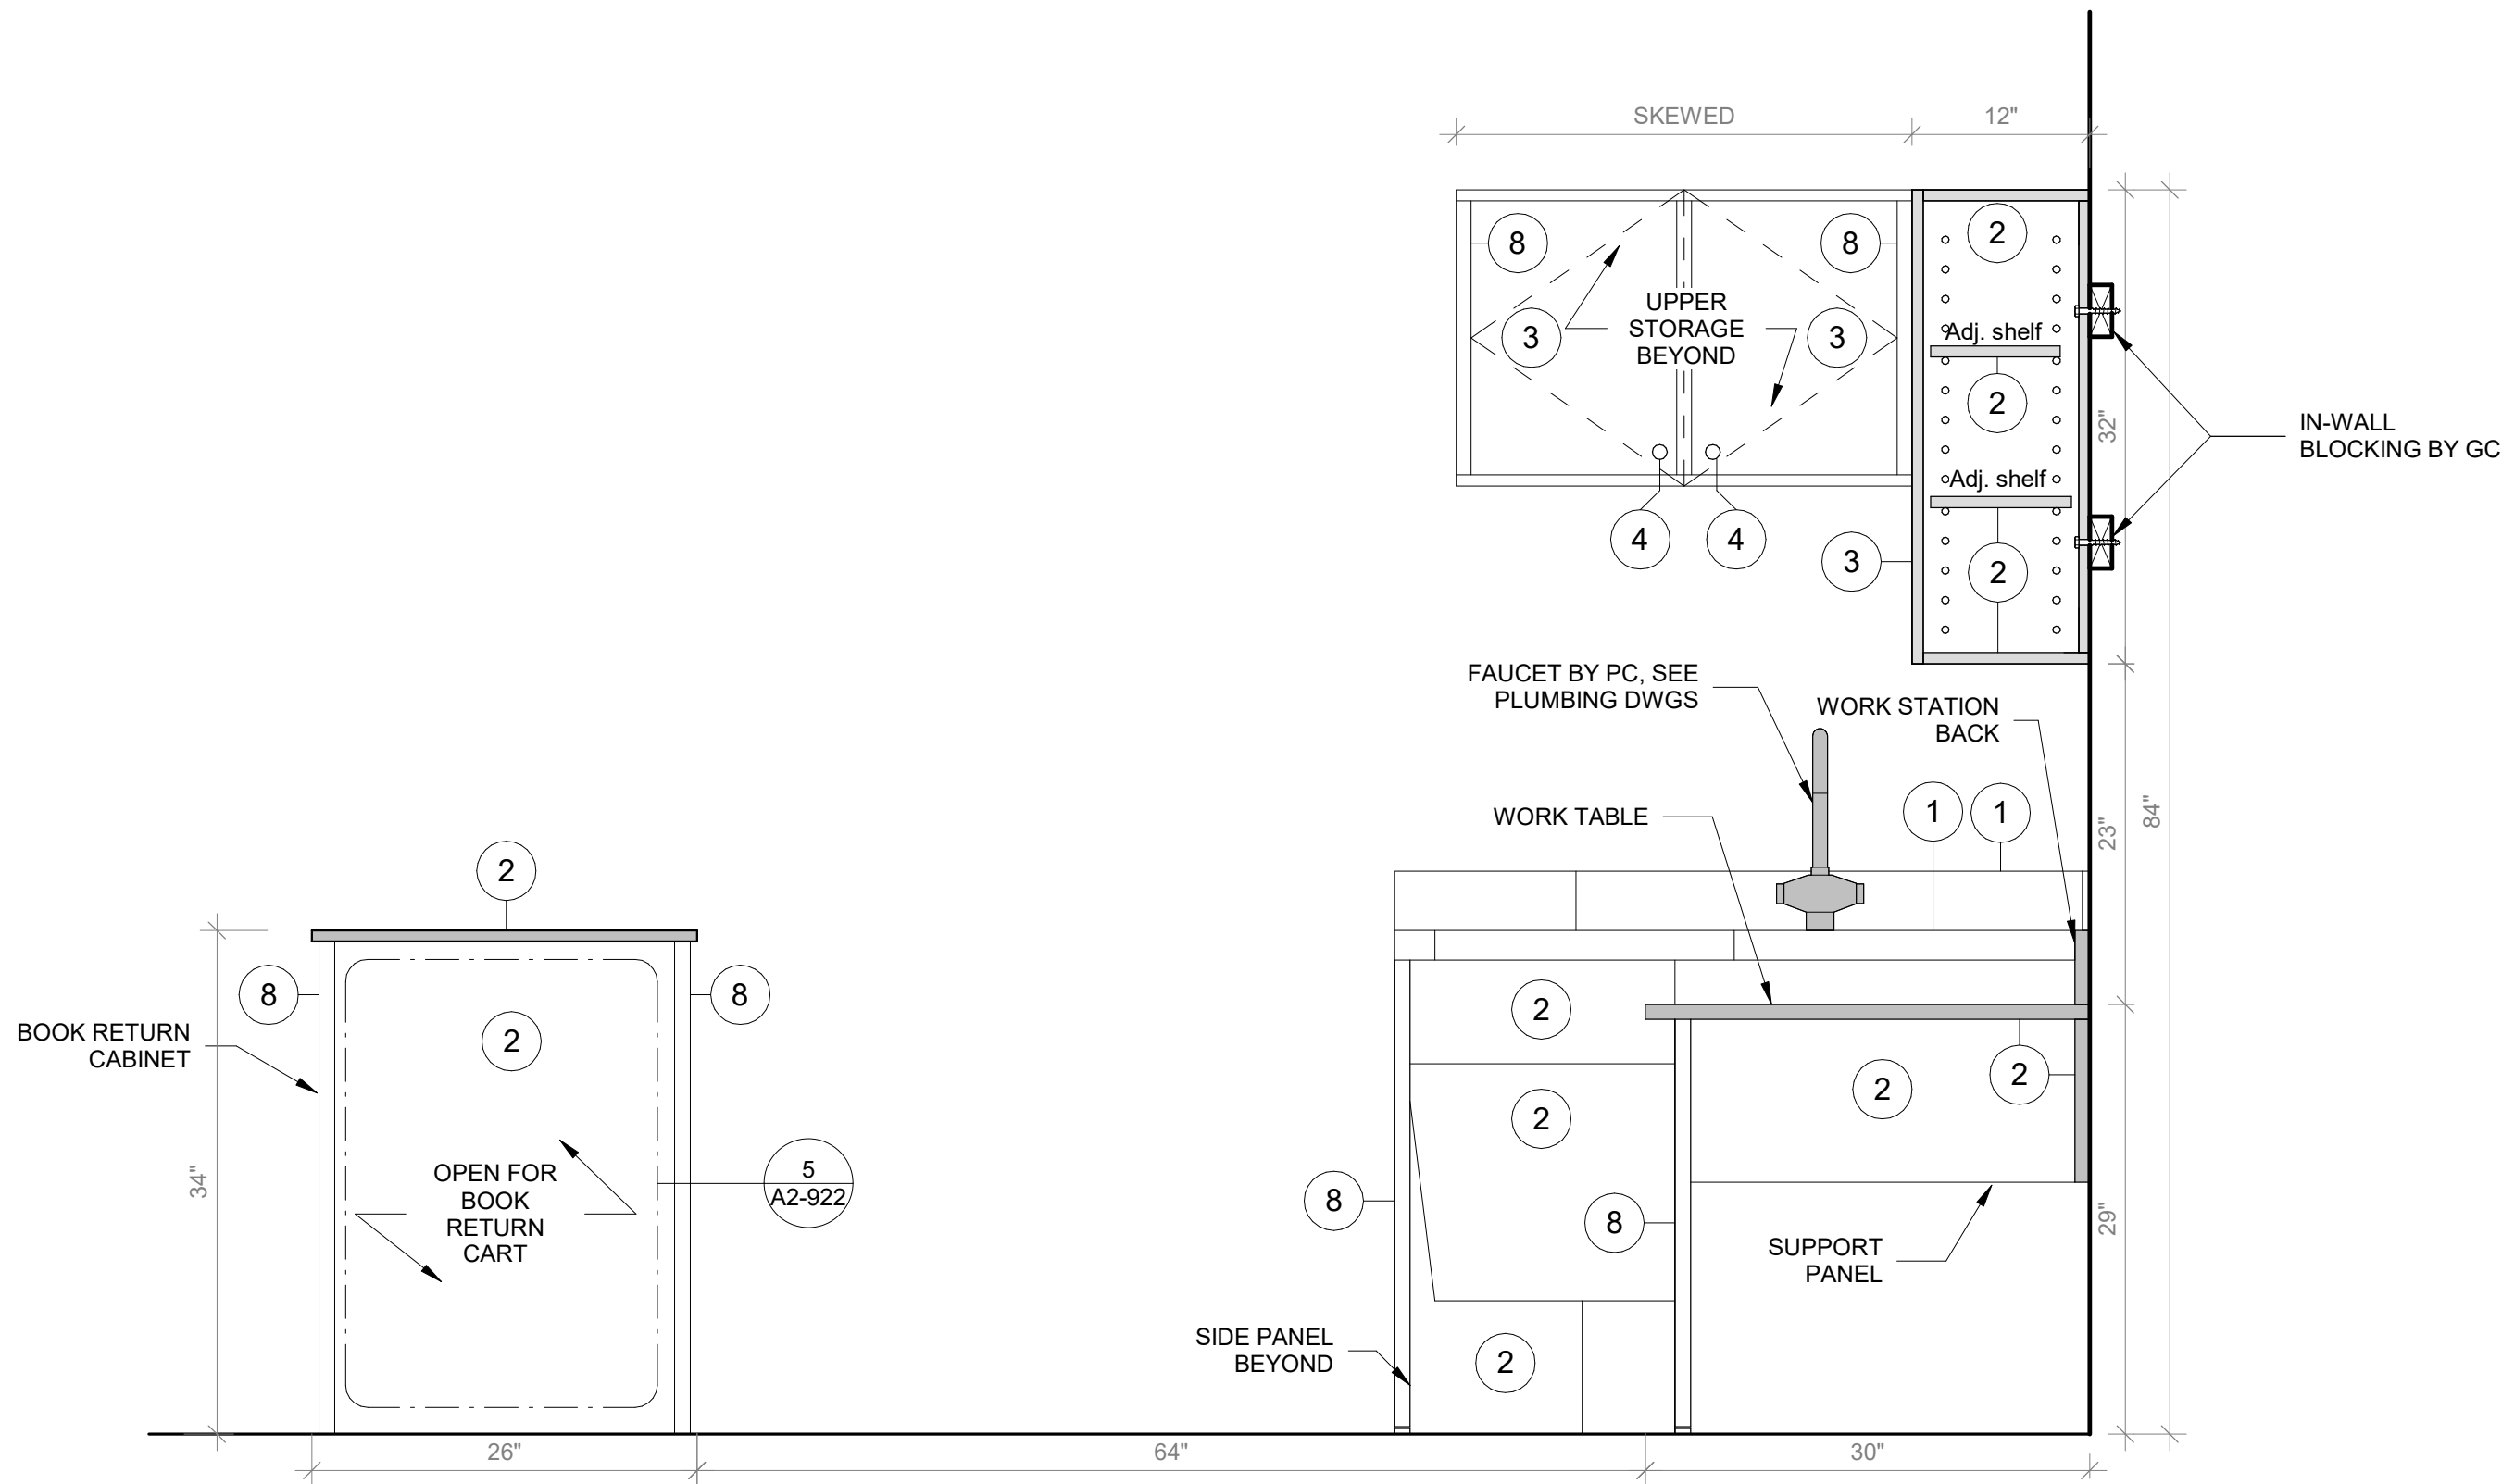 SKEWED
12"
8
8
2
UPPER
STORAGE
BEYOND
3
3
Adj. shelf
2
32"
IN-WALL
BLOCKING BY GC
Adj. shelf
4
4
3
2
FAUCET BY PC, SEE
PLUMBING DWGS
WORK STATION
BACK
WORK TABLE
1
1
23"
84"
2
8
8
2
BOOK RETURN
CABINET
2
2
2
2
34"
OPEN FOR
BOOK
RETURN
CART
5
A2-922
8
8
29"
SUPPORT
PANEL
SIDE PANEL
BEYOND
2
26"
64"
30"